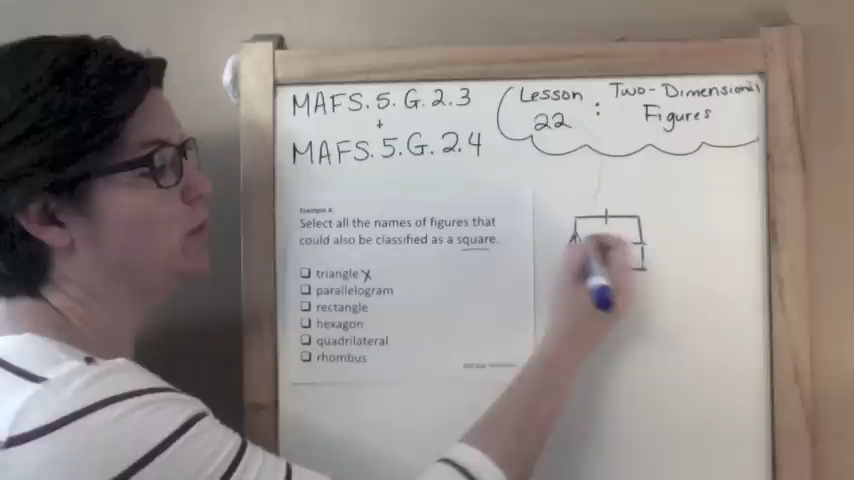 MAFS.5.G.2.3
+
MAFS.5.G.2.4
Lesson 22 :
Two-Dimensional
Figures
Example 4:
Select all the names of figures that
could also be classified as a square.
❑ triangle x
❑ parallelogram
❑ rectangle
❑ hexagon
❑ quadrilateral
❑ rhombus